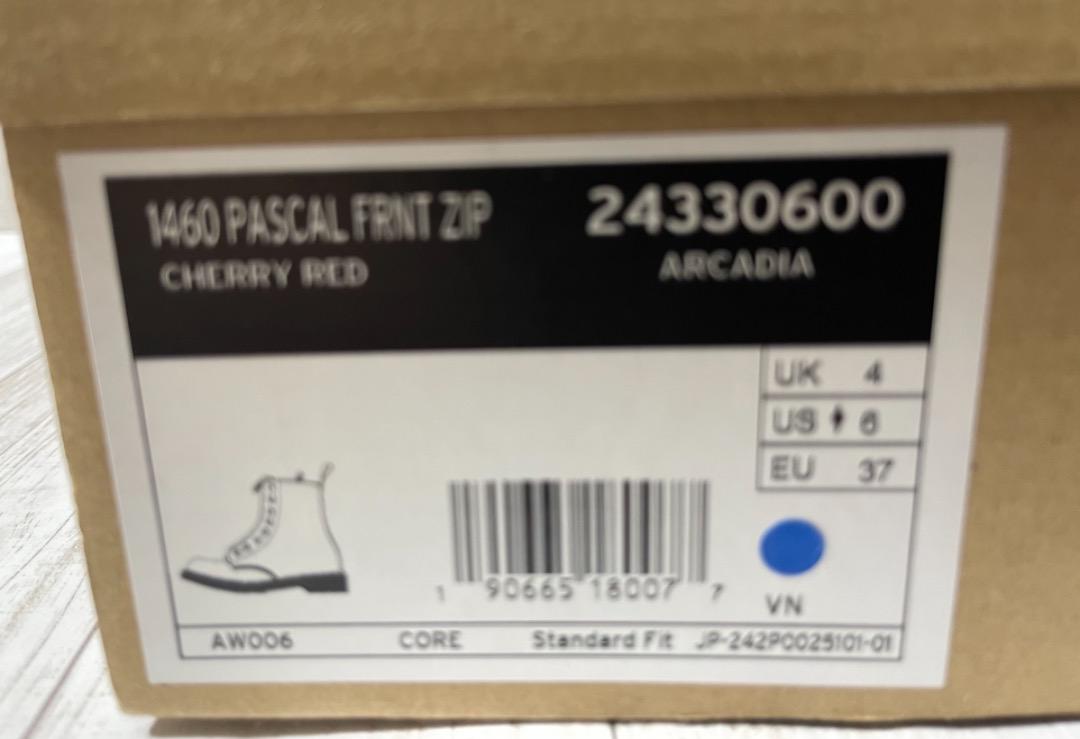 1460 PASCAL FRNT ZIP
CHERRY RED
24330600
ARCADIA
UK 4
US 6
EU 37
1 90665 18007 7
VN
AW006 CORE Standard Fit JP-242P0025101-01